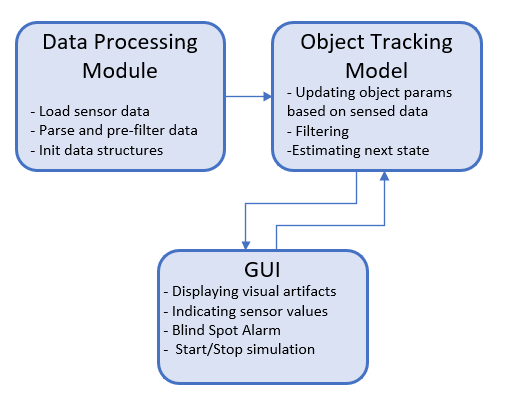 Data Processing
Module
- Load sensor data
- Parse and pre-filter data
- Init data structures
Object Tracking
Model
- Updating object params
based on sensed data
- Filtering
-Estimating next state
GUI
- Displaying visual artifacts
- Indicating sensor values
- Blind Spot Alarm
- Start/Stop simulation